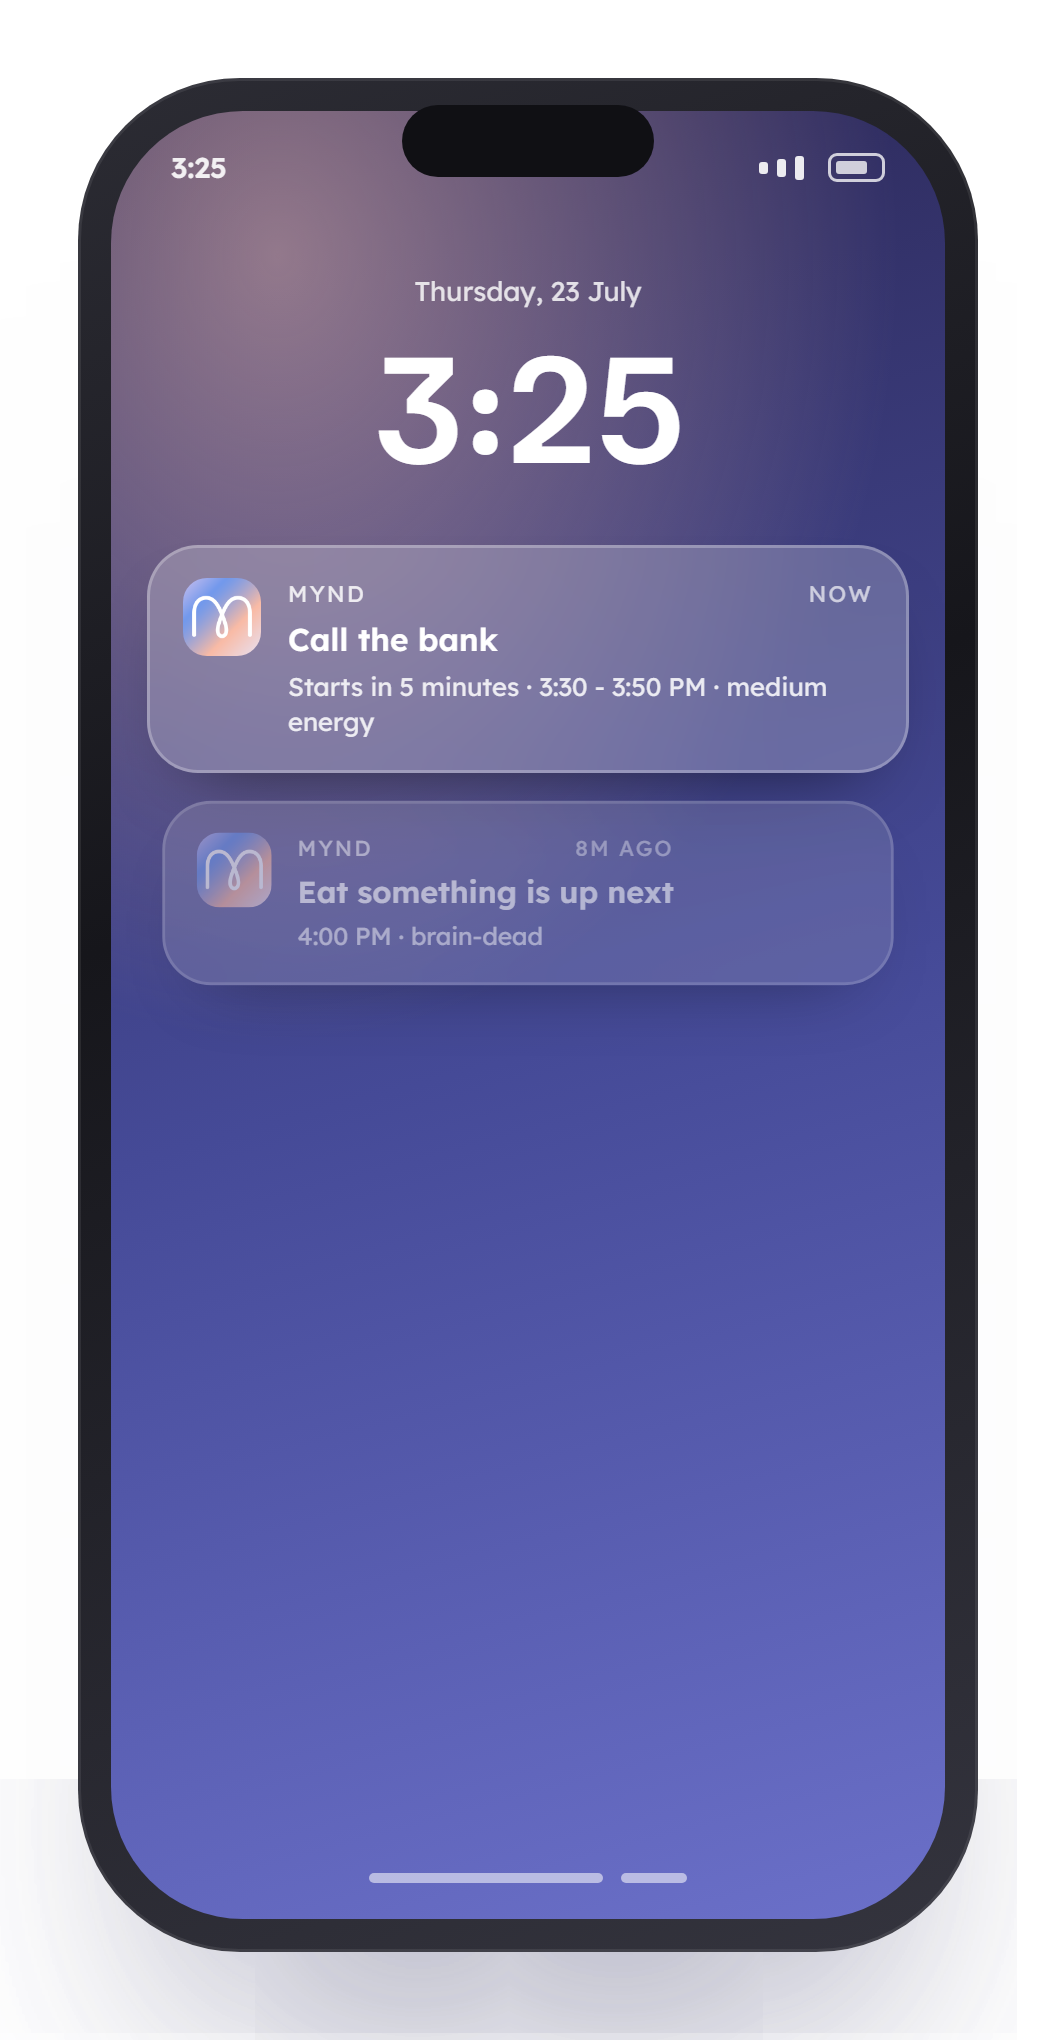 3:25
Thursday, 23 July
3:25
MYND NOW
Call the bank
Starts in 5 minutes · 3:30 - 3:50 PM · medium
energy
MYND 8M AGO
Eat something is up next
4:00 PM · brain-dead